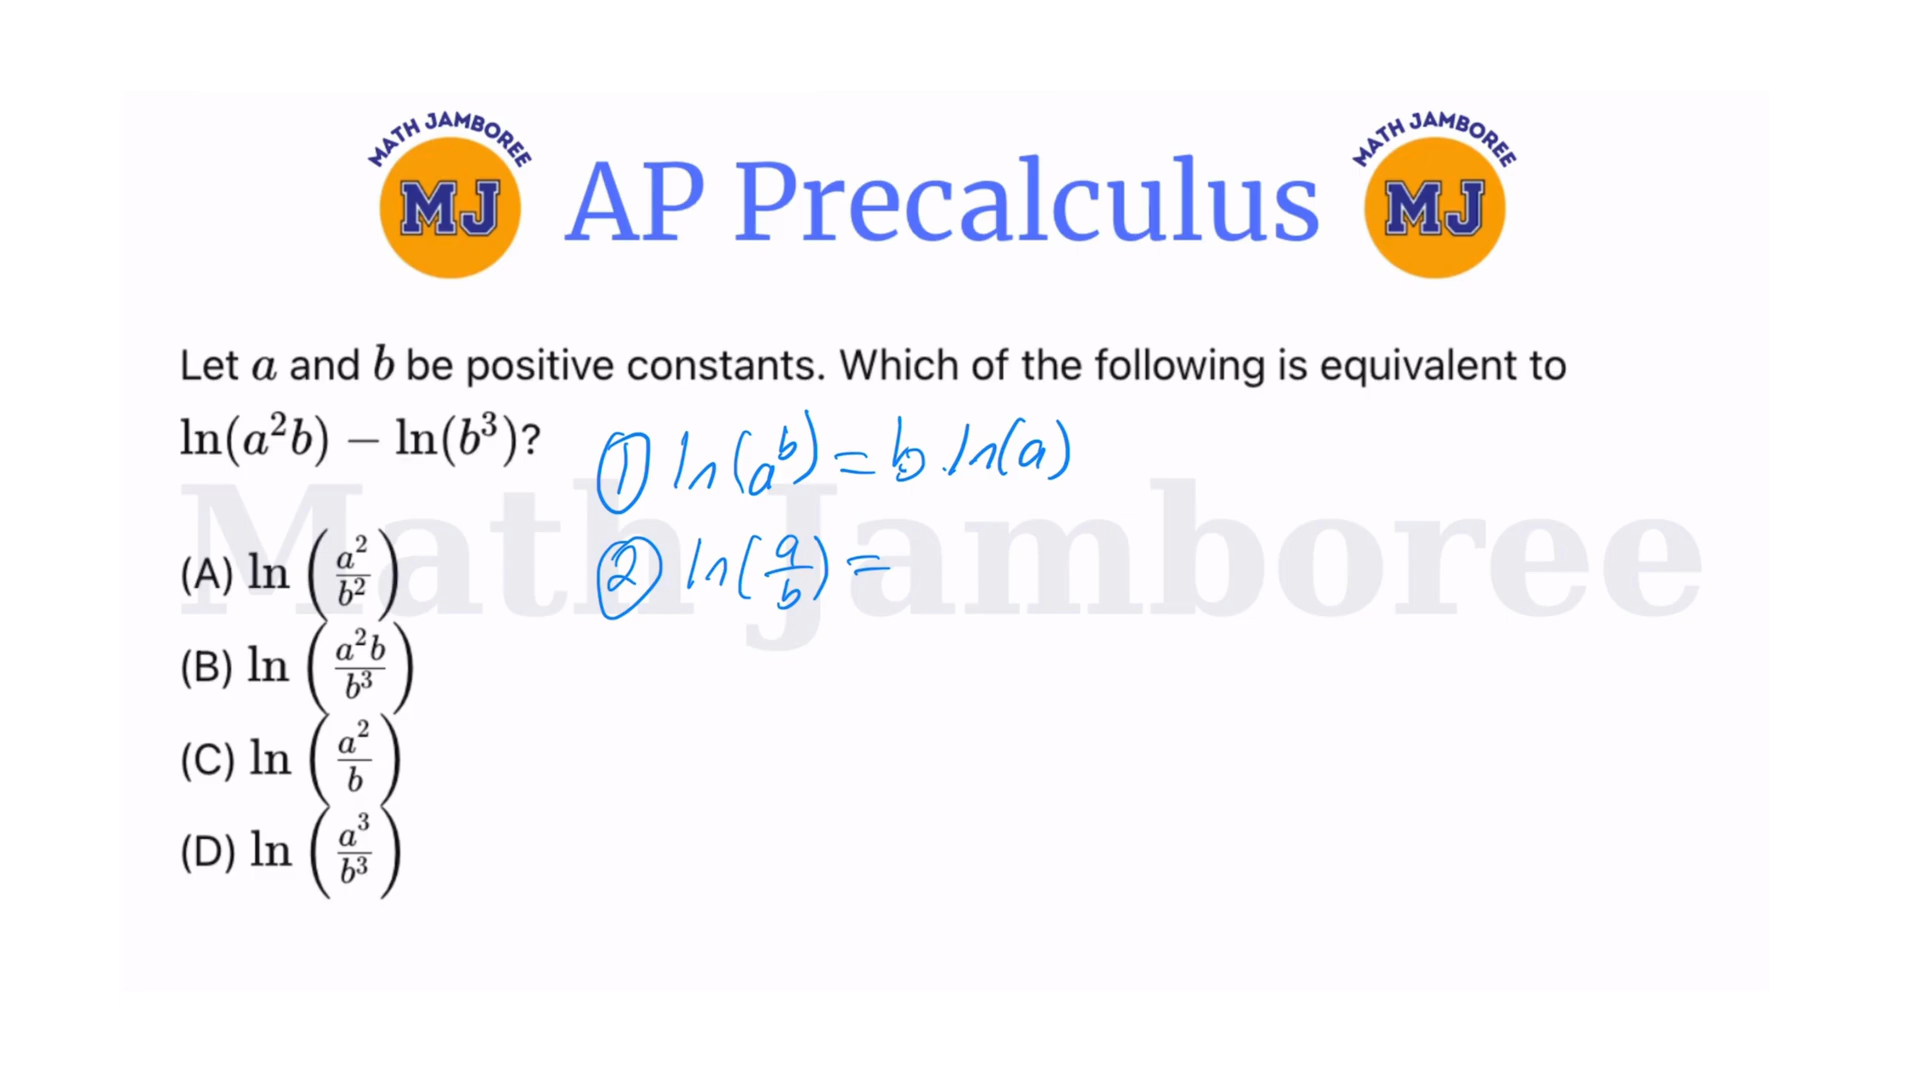 MATH JAMBOREE
MJ
AP Precalculus
MATH JAMBOREE
MJ
Let a and b be positive constants. Which of the following is equivalent to
ln(a²b) − ln(b³)?
① ln(a^b) = b·ln(a)
② ln(a/b) =
Math Jamboree
(A) ln(a²/b²)
(B) ln(a²b/b³)
(C) ln(a²/b)
(D) ln(a³/b³)